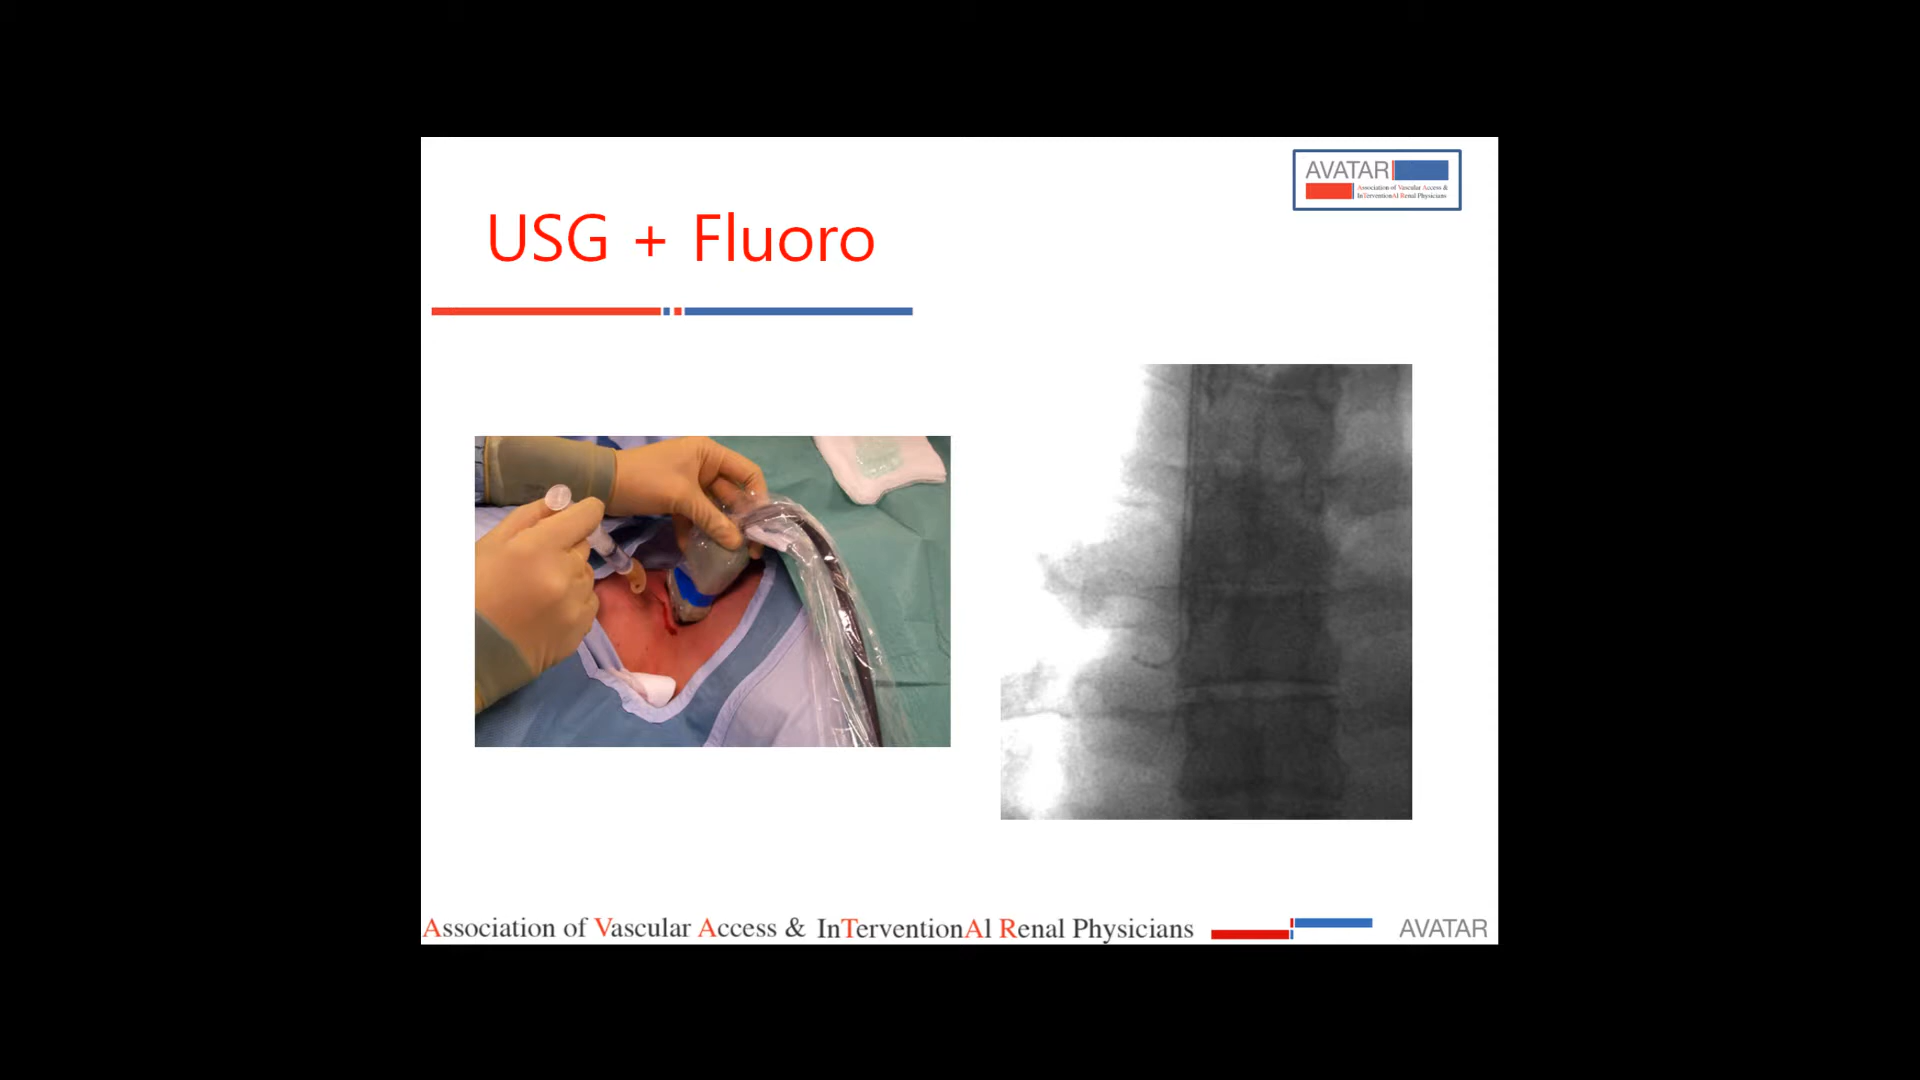 AVATAR
Association of Vascular Access &
InTerventionAl Renal Physicians
USG + Fluoro
Association of Vascular Access & InTerventionAl Renal Physicians
AVATAR